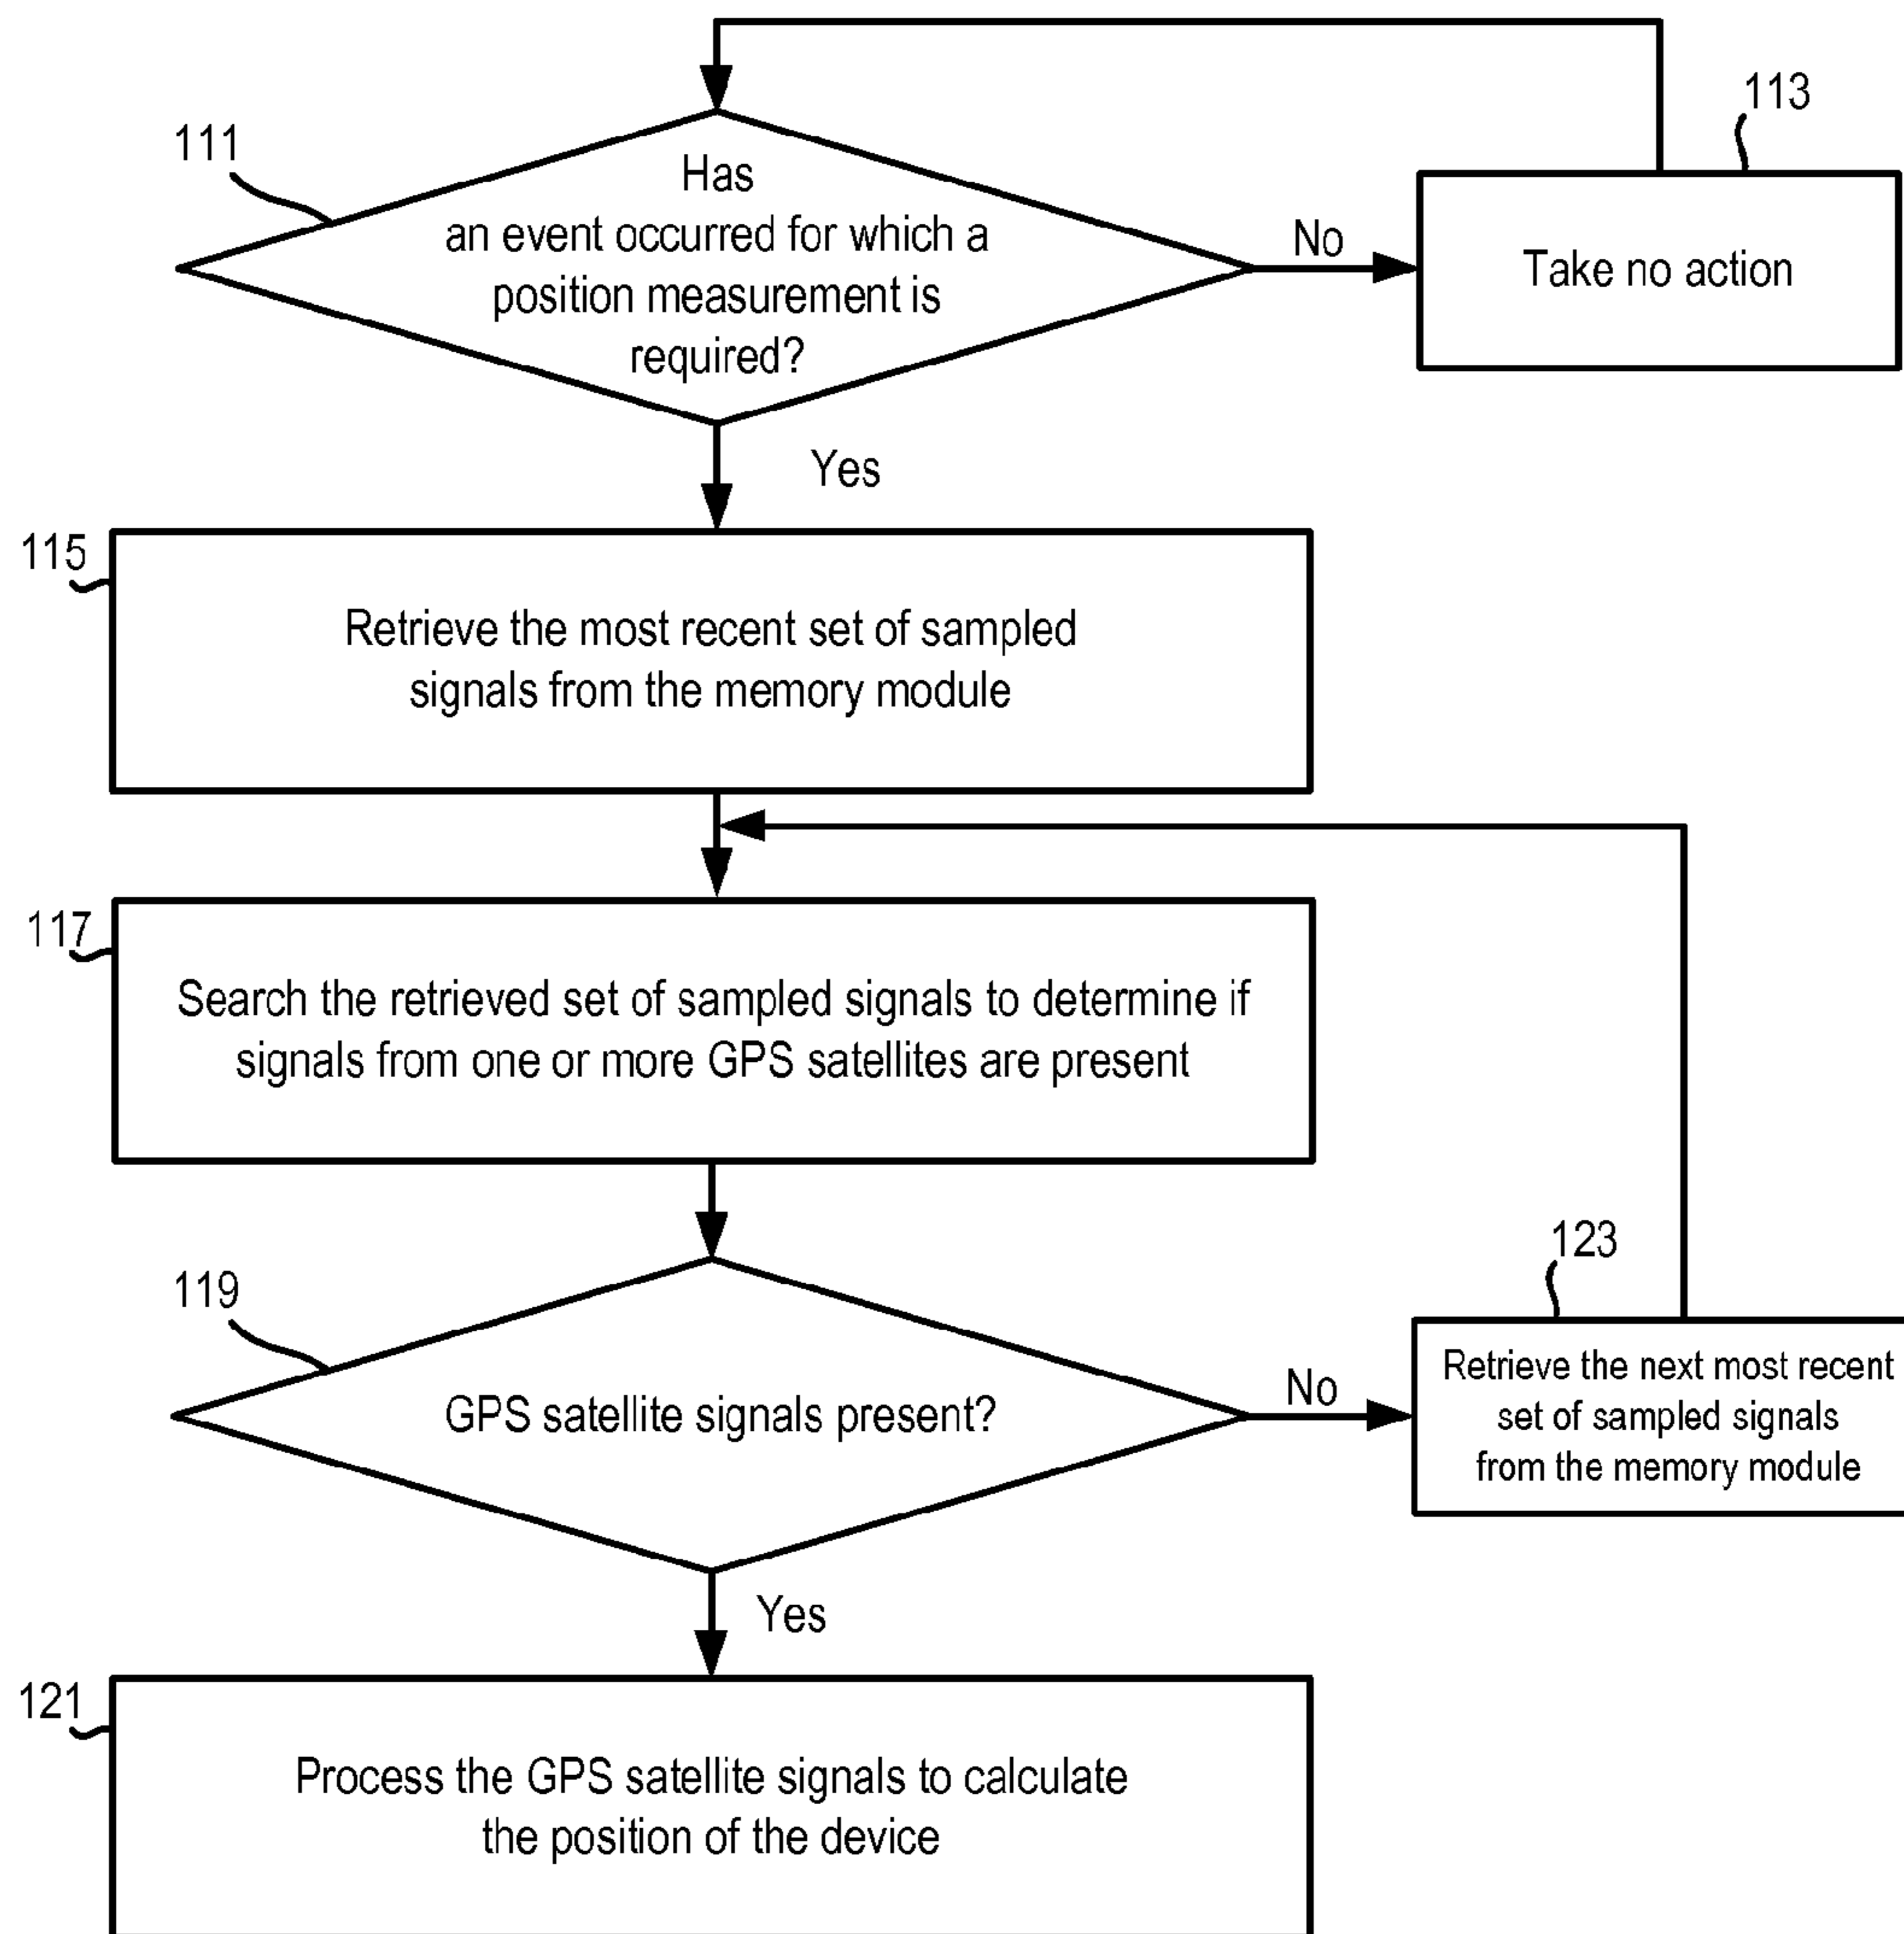 113
111
Has
an event occurred for which a
position measurement is
required?
No
Take no action
Yes
115
Retrieve the most recent set of sampled
signals from the memory module
117
Search the retrieved set of sampled signals to determine if
signals from one or more GPS satellites are present
123
119
GPS satellite signals present?
No
Retrieve the next most recent
set of sampled signals
from the memory module
Yes
121
Process the GPS satellite signals to calculate
the position of the device